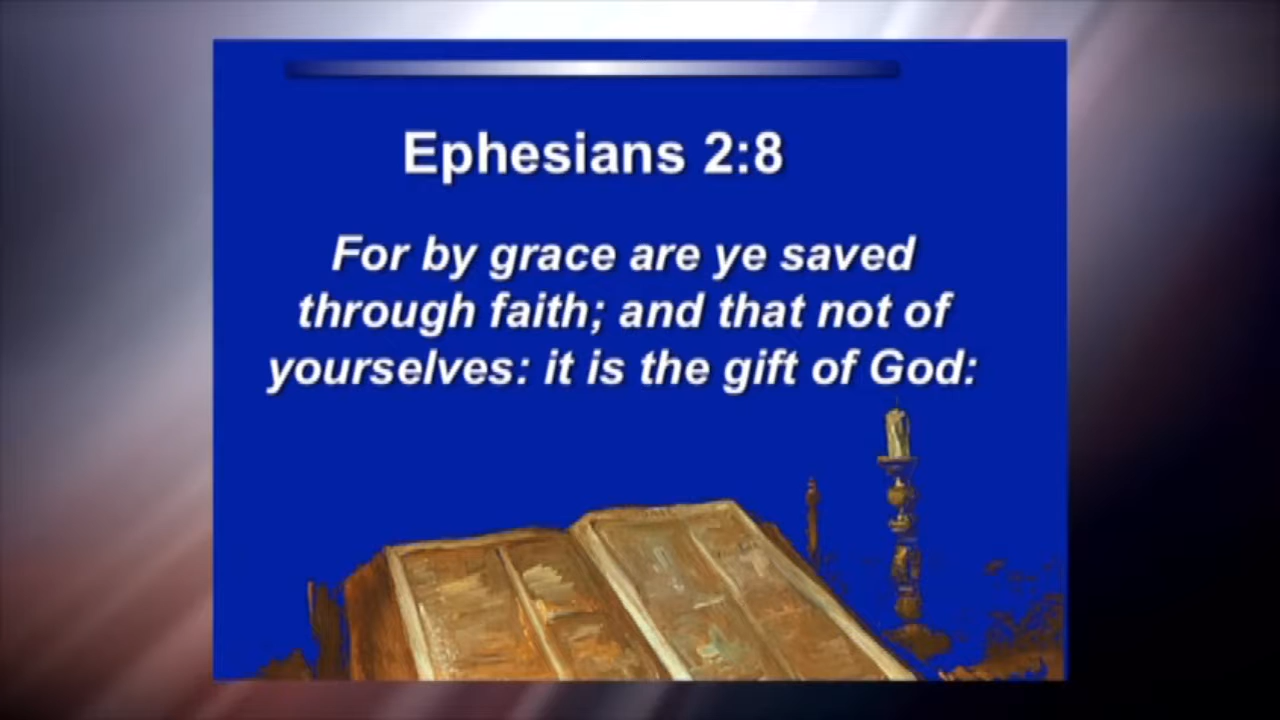 Ephesians 2:8
For by grace are ye saved
through faith; and that not of
yourselves: it is the gift of God: